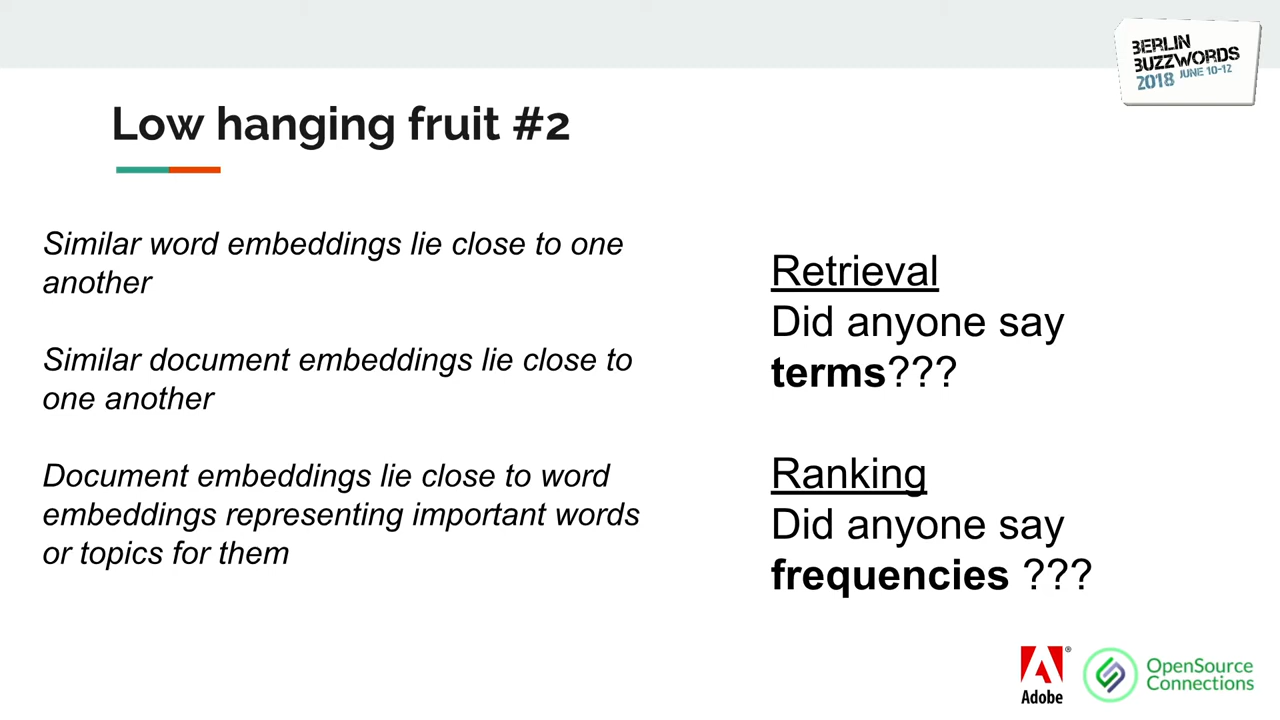 BERLIN
BUZZWORDS
2018 JUNE 10-12
Low hanging fruit #2
Similar word embeddings lie close to one
another
Similar document embeddings lie close to
one another
Document embeddings lie close to word
embeddings representing important words
or topics for them
Retrieval
Did anyone say
terms???
Ranking
Did anyone say
frequencies ???
Adobe®
OpenSource
Connections